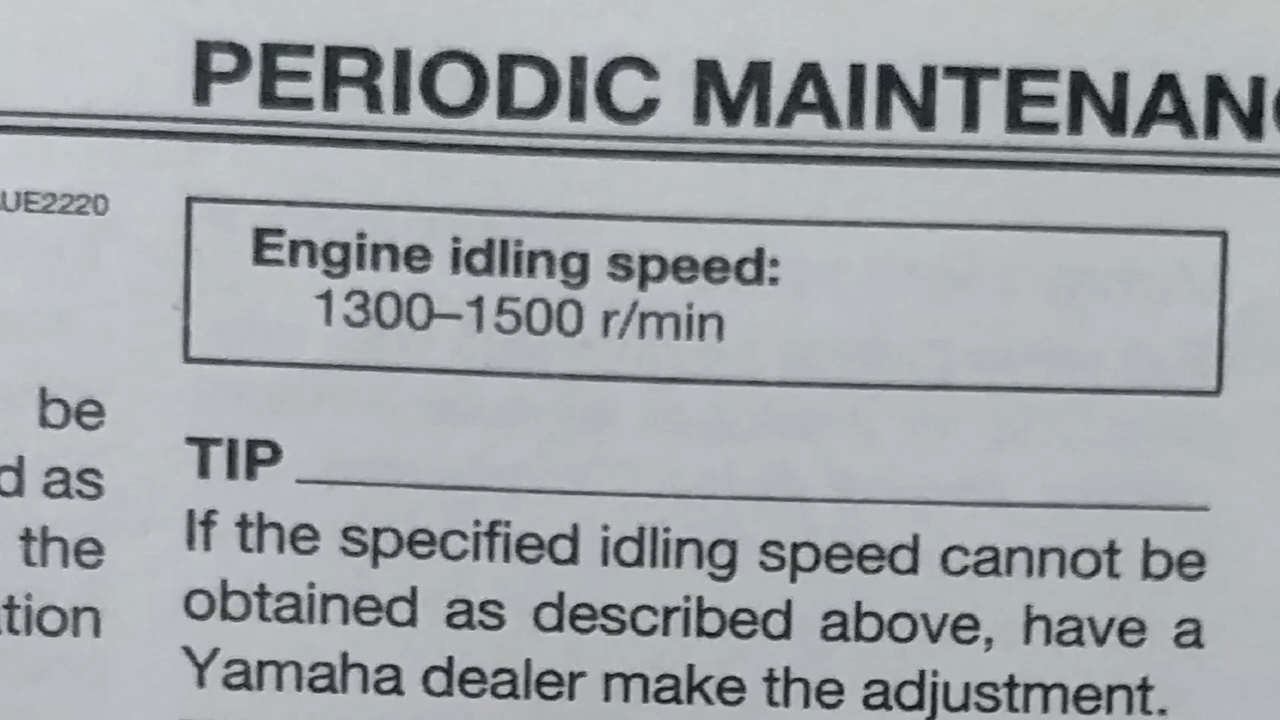 PERIODIC MAINTENANC
UE2220
Engine idling speed:
1300–1500 r/min
be
d as
the
tion
TIP
If the specified idling speed cannot be
obtained as described above, have a
Yamaha dealer make the adjustment.